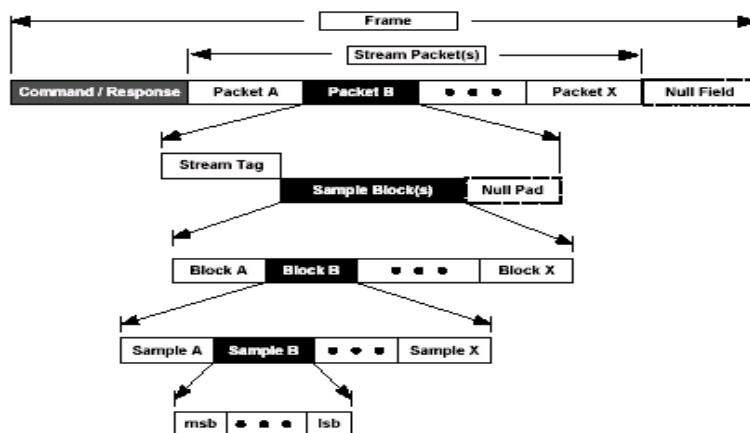 Frame
Stream Packet(s)
Command / Response Packet A Packet B • • • Packet X Null Field
Stream Tag
Sample Block(s) Null Pad
Block A Block B • • • Block X
Sample A Sample B • • • Sample X
msb • • • lsb